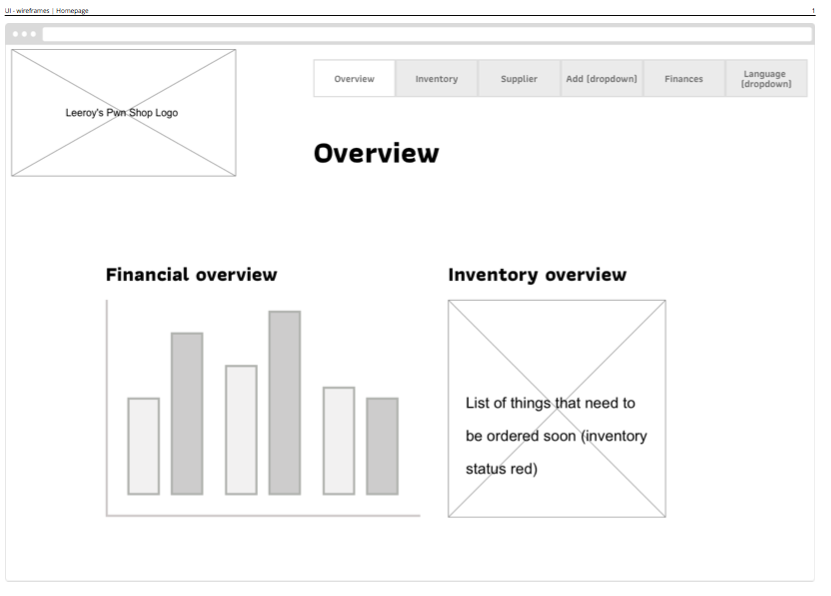 UI - wireframes | Homepage
1
Leeroy's Pwn Shop Logo
Overview
Inventory
Supplier
Add (dropdown)
Finances
Language
(dropdown)
Overview
Financial overview
Inventory overview
List of things that need to
be ordered soon (inventory
status red)